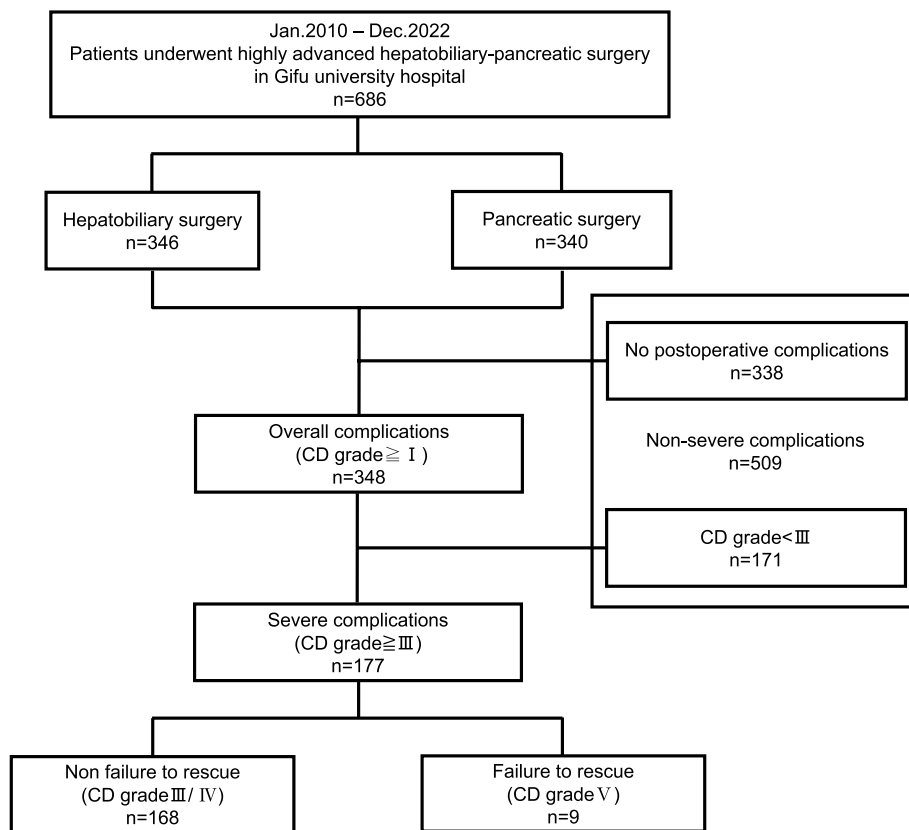 Jan.2010 – Dec.2022
Patients underwent highly advanced hepatobiliary-pancreatic surgery
in Gifu university hospital
n=686
Hepatobiliary surgery
n=346
Pancreatic surgery
n=340
No postoperative complications
n=338
Overall complications
(CD grade≧ Ⅰ)
n=348
Non-severe complications
n=509
CD grade<Ⅲ
n=171
Severe complications
(CD grade≧Ⅲ)
n=177
Non failure to rescue
(CD gradeⅢ/ Ⅳ)
n=168
Failure to rescue
(CD gradeⅤ)
n=9